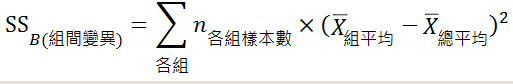 SS_B(組間變異) = ∑_各組 n_各組樣本數 × (X̅_組平均 − X̅_總平均)²